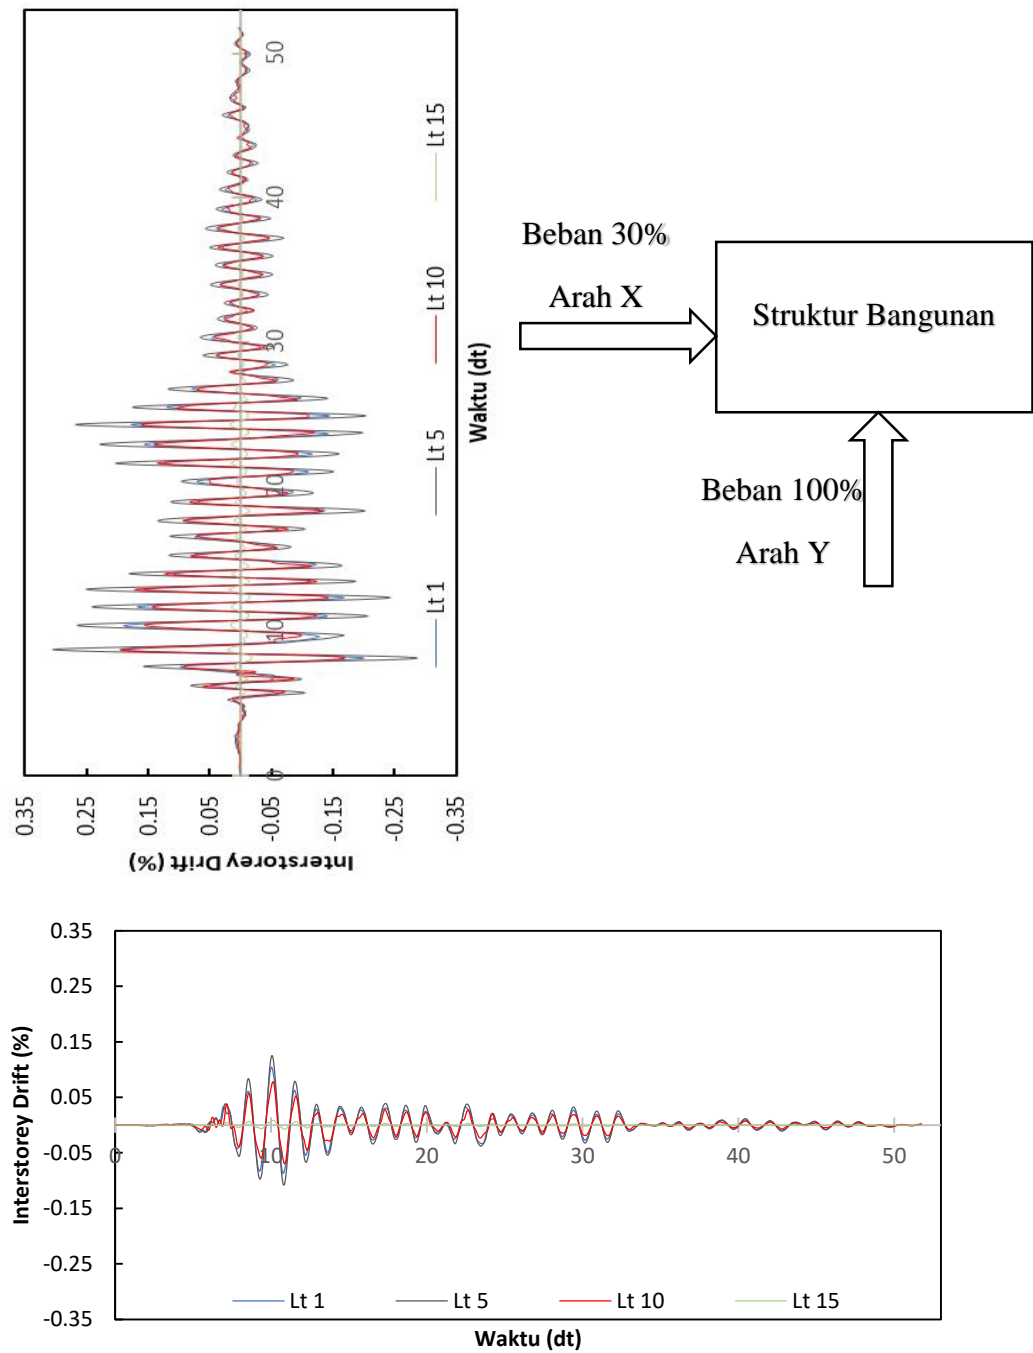 0.35
0.25
0.15
0.05
-0.05
-0.15
-0.25
-0.35
Interstorey Drift (%)
0
10
20
30
40
50
Waktu (dt)
Lt 1
Lt 5
Lt 10
Lt 15
Beban 30%
Arah X
Struktur Bangunan
Beban 100%
Arah Y
0.35
0.25
0.15
0.05
-0.05
-0.15
-0.25
-0.35
Interstorey Drift (%)
0 10 20 30 40 50
Lt 1 Lt 5 Lt 10 Lt 15
Waktu (dt)